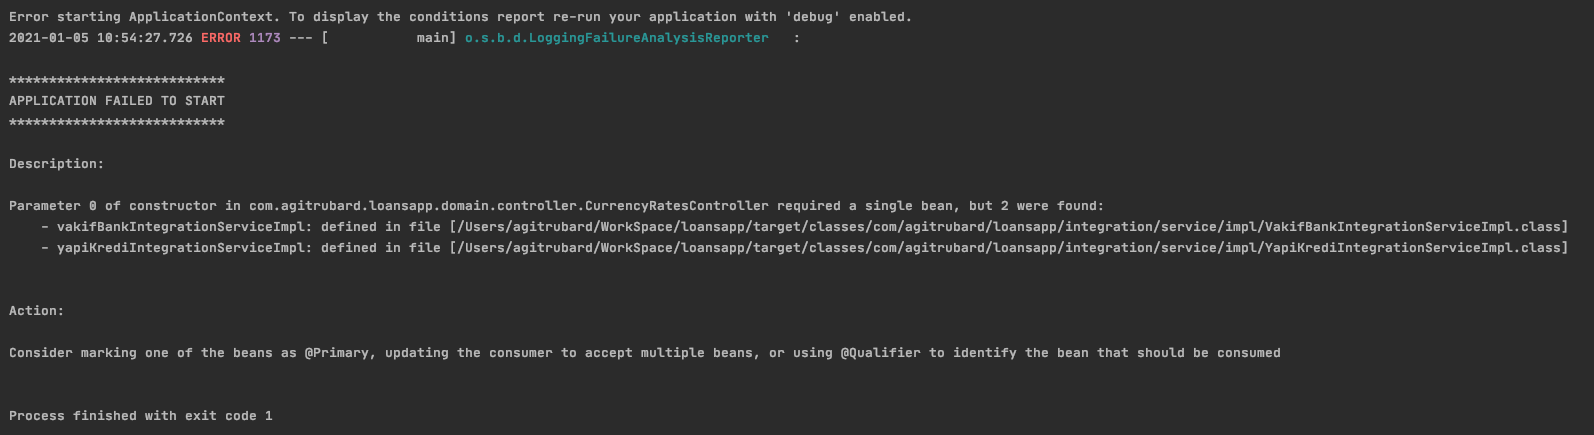 Error starting ApplicationContext. To display the conditions report re-run your application with 'debug' enabled.
2021-01-05 10:54:27.726 ERROR 1173 --- [           main] o.s.b.d.LoggingFailureAnalysisReporter   :
***************************
APPLICATION FAILED TO START
***************************
Description:
Parameter 0 of constructor in com.agitrubard.loansapp.domain.controller.CurrencyRatesController required a single bean, but 2 were found:
    - vakifBankIntegrationServiceImpl: defined in file [/Users/agitrubard/WorkSpace/loansapp/target/classes/com/agitrubard/loansapp/integration/service/impl/VakifBankIntegrationServiceImpl.class]
    - yapiKrediIntegrationServiceImpl: defined in file [/Users/agitrubard/WorkSpace/loansapp/target/classes/com/agitrubard/loansapp/integration/service/impl/YapiKrediIntegrationServiceImpl.class]
Action:
Consider marking one of the beans as @Primary, updating the consumer to accept multiple beans, or using @Qualifier to identify the bean that should be consumed
Process finished with exit code 1